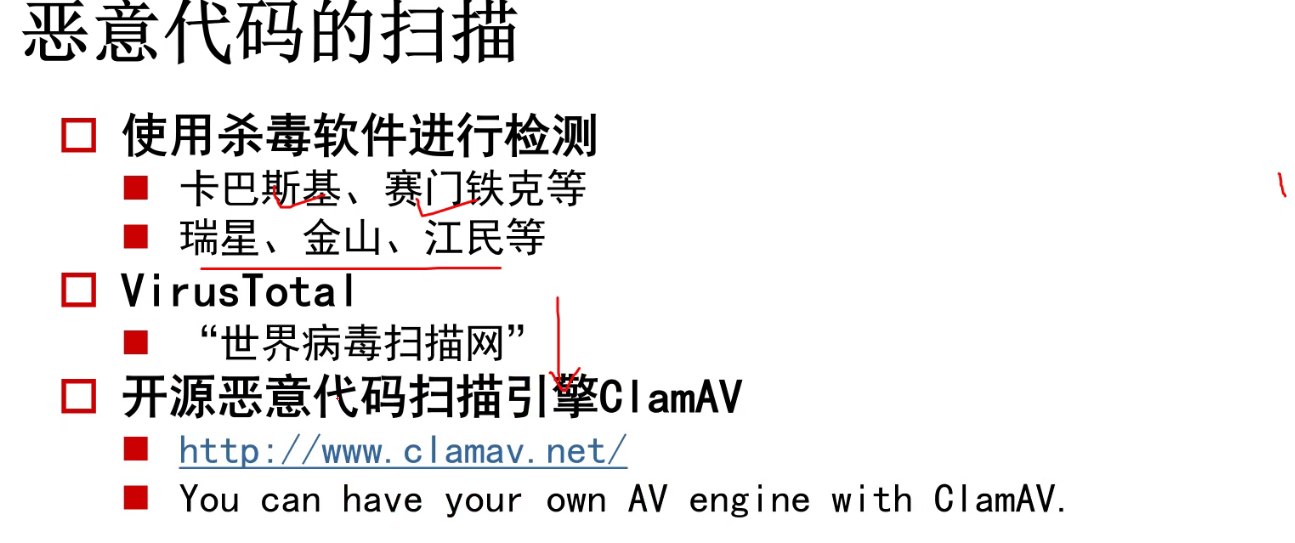 恶意代码的扫描
使用杀毒软件进行检测
卡巴斯基、赛门铁克等
瑞星、金山、江民等
VirusTotal
“世界病毒扫描网”
开源恶意代码扫描引擎ClamAV
http://www.clamav.net/
You can have your own AV engine with ClamAV.